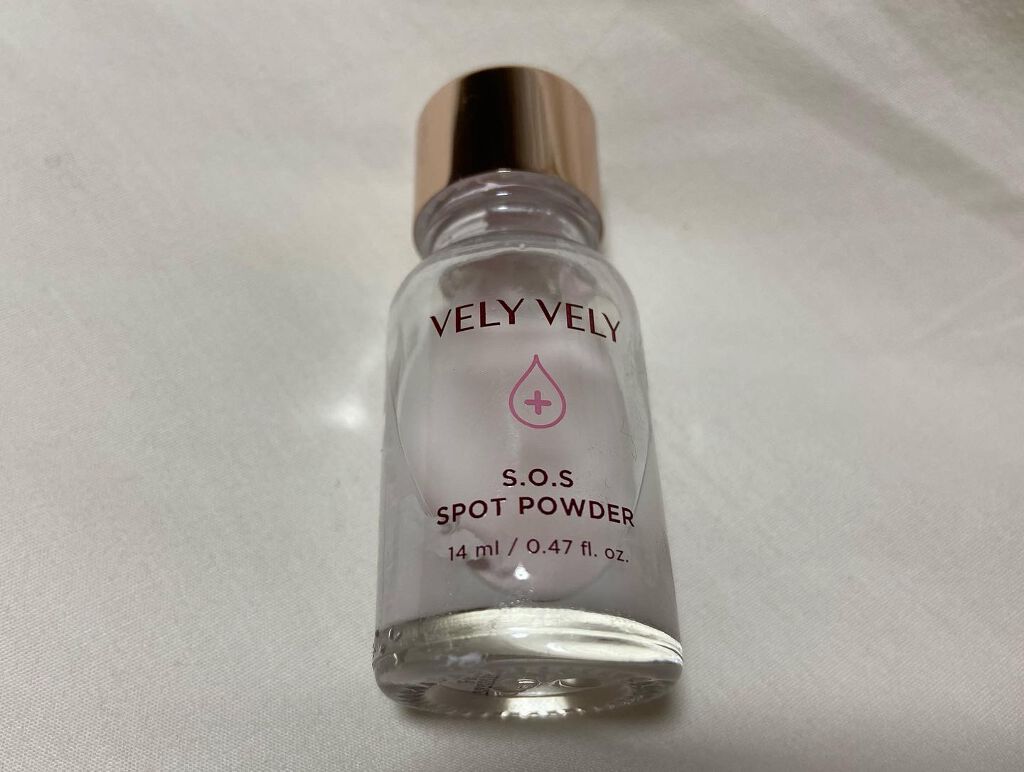 VELY VELY
S.O.S
SPOT POWDER
14 ml / 0.47 fl. oz.